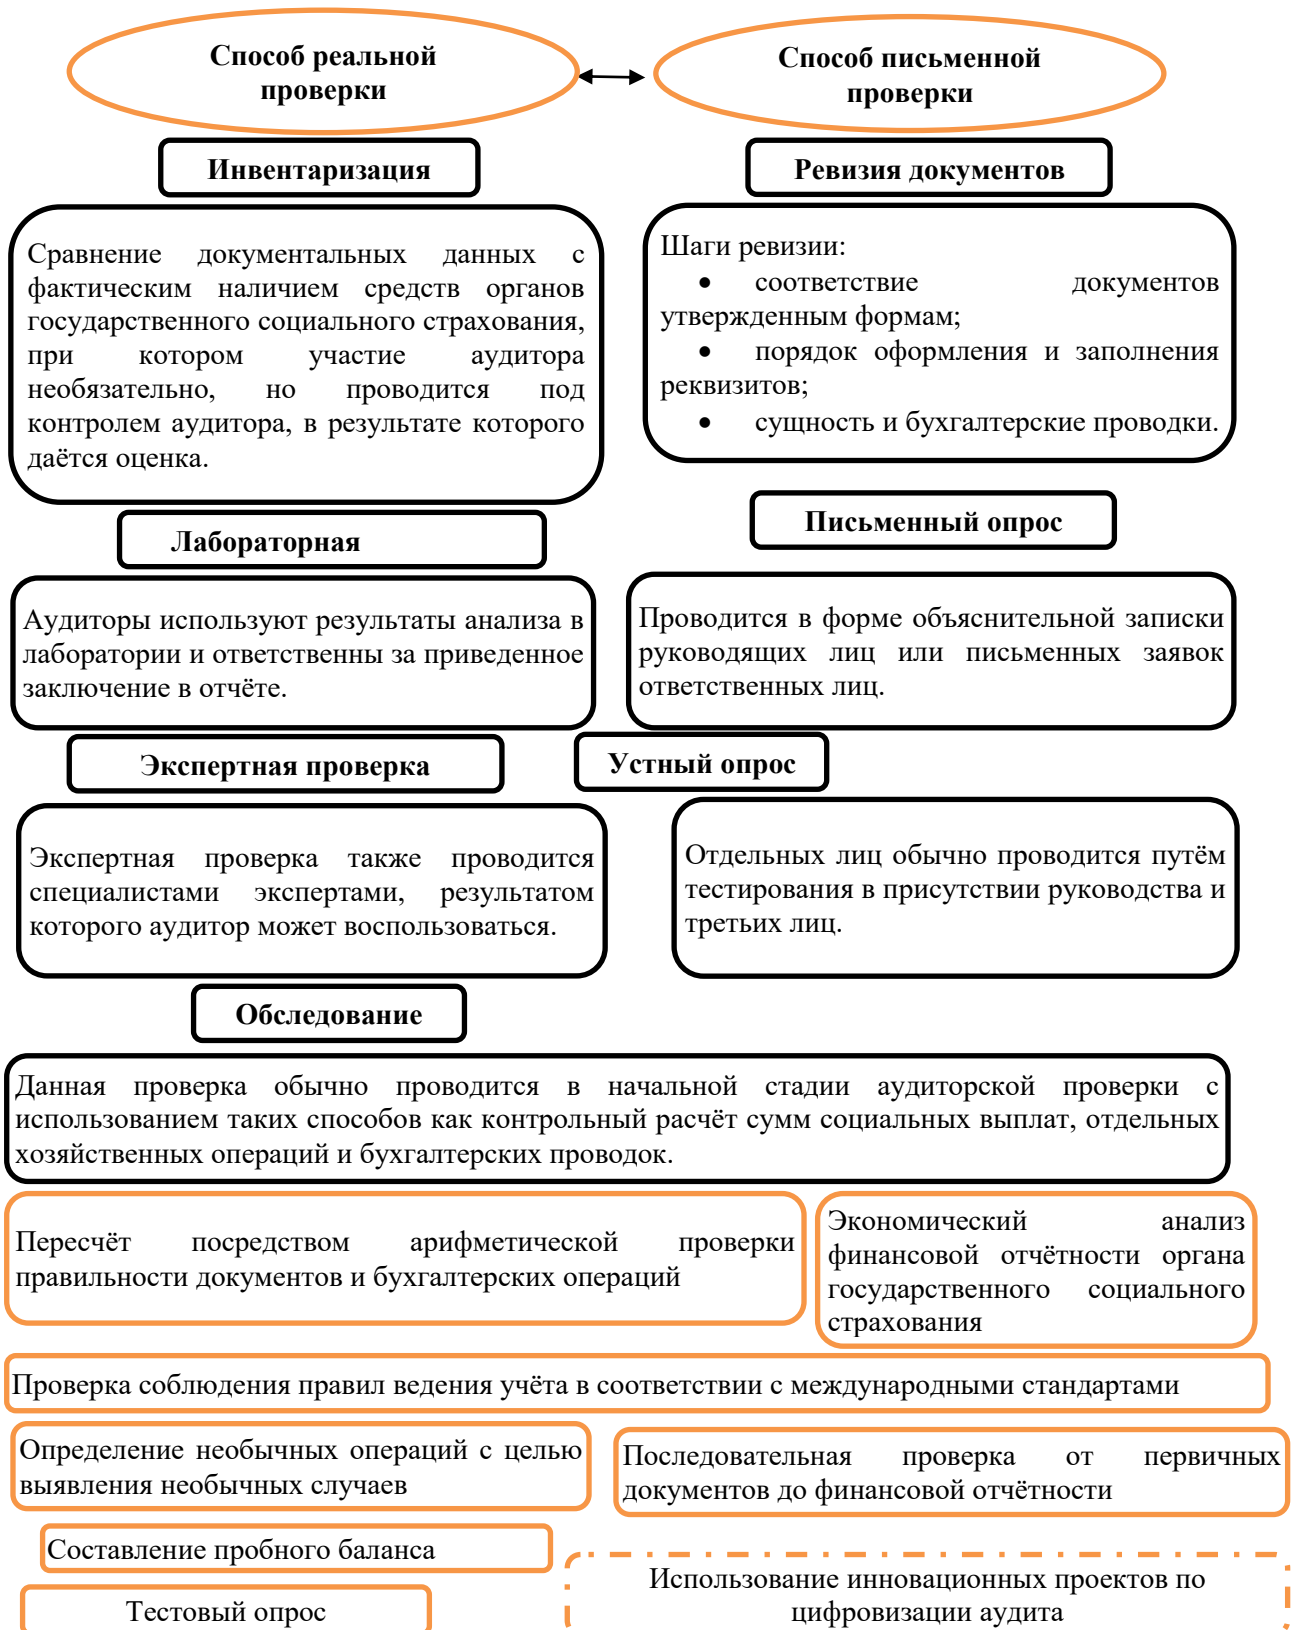 Способ реальной
проверки
Способ письменной
проверки
Инвентаризация
Ревизия документов
Сравнение документальных данных с
фактическим наличием средств органов
государственного социального страхования,
при котором участие аудитора
необязательно, но проводится под
контролем аудитора, в результате которого
даётся оценка.
Шаги ревизии:
• соответствие документов
утвержденным формам;
• порядок оформления и заполнения
реквизитов;
• сущность и бухгалтерские проводки.
Лабораторная
Письменный опрос
Аудиторы используют результаты анализа в
лаборатории и ответственны за приведенное
заключение в отчёте.
Проводится в форме объяснительной записки
руководящих лиц или письменных заявок
ответственных лиц.
Экспертная проверка
Устный опрос
Экспертная проверка также проводится
специалистами экспертами, результатом
которого аудитор может воспользоваться.
Отдельных лиц обычно проводится путём
тестирования в присутствии руководства и
третьих лиц.
Обследование
Данная проверка обычно проводится в начальной стадии аудиторской проверки с
использованием таких способов как контрольный расчёт сумм социальных выплат, отдельных
хозяйственных операций и бухгалтерских проводок.
Пересчёт посредством арифметической проверки
правильности документов и бухгалтерских операций
Экономический анализ
финансовой отчётности органа
государственного социального
страхования
Проверка соблюдения правил ведения учёта в соответствии с международными стандартами
Определение необычных операций с целью
выявления необычных случаев
Последовательная проверка от первичных
документов до финансовой отчётности
Составление пробного баланса
Использование инновационных проектов по
цифровизации аудита
Тестовый опрос